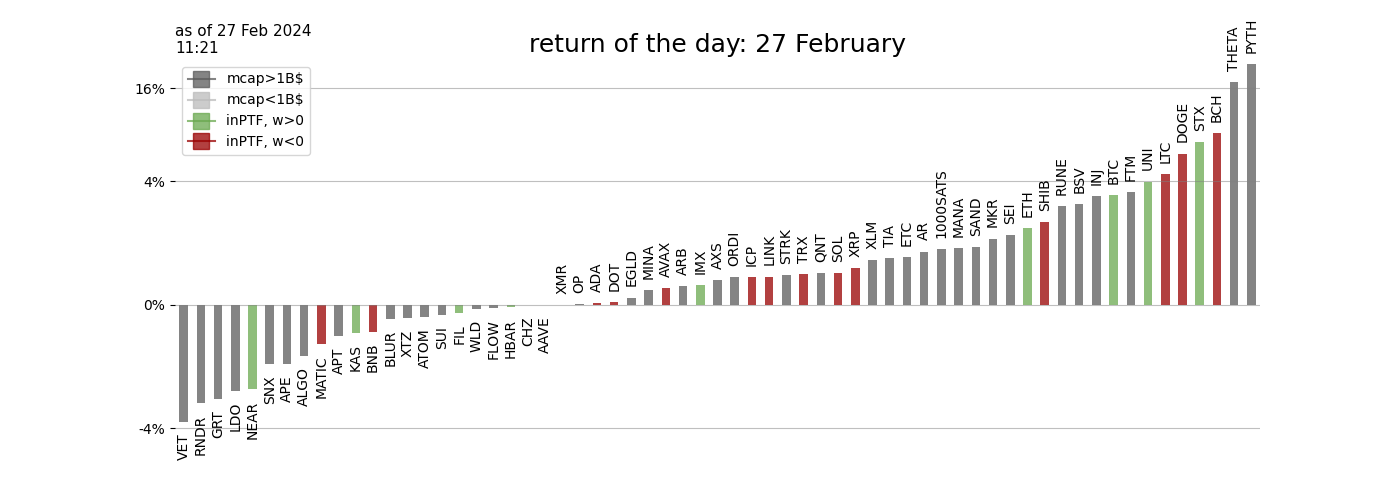 as of 27 Feb 2024
11:21
return of the day: 27 February
mcap>1B$
mcap<1B$
inPTF, w>0
inPTF, w<0
16%
4%
0%
-4%
VET
RNDR
GRT
LDO
NEAR
SNX
APE
ALGO
MATIC
APT
KAS
BNB
BLUR
XTZ
ATOM
SUI
FIL
WLD
FLOW
HBAR
CHZ
AAVE
XMR
OP
ADA
DOT
EGLD
MINA
AVAX
ARB
IMX
AXS
ORDI
ICP
LINK
STRK
TRX
QNT
SOL
XRP
XLM
TIA
ETC
AR
1000SATS
MANA
SAND
MKR
SEI
ETH
SHIB
RUNE
BSV
INJ
BTC
FTM
UNI
LTC
DOGE
STX
BCH
THETA
PYTH